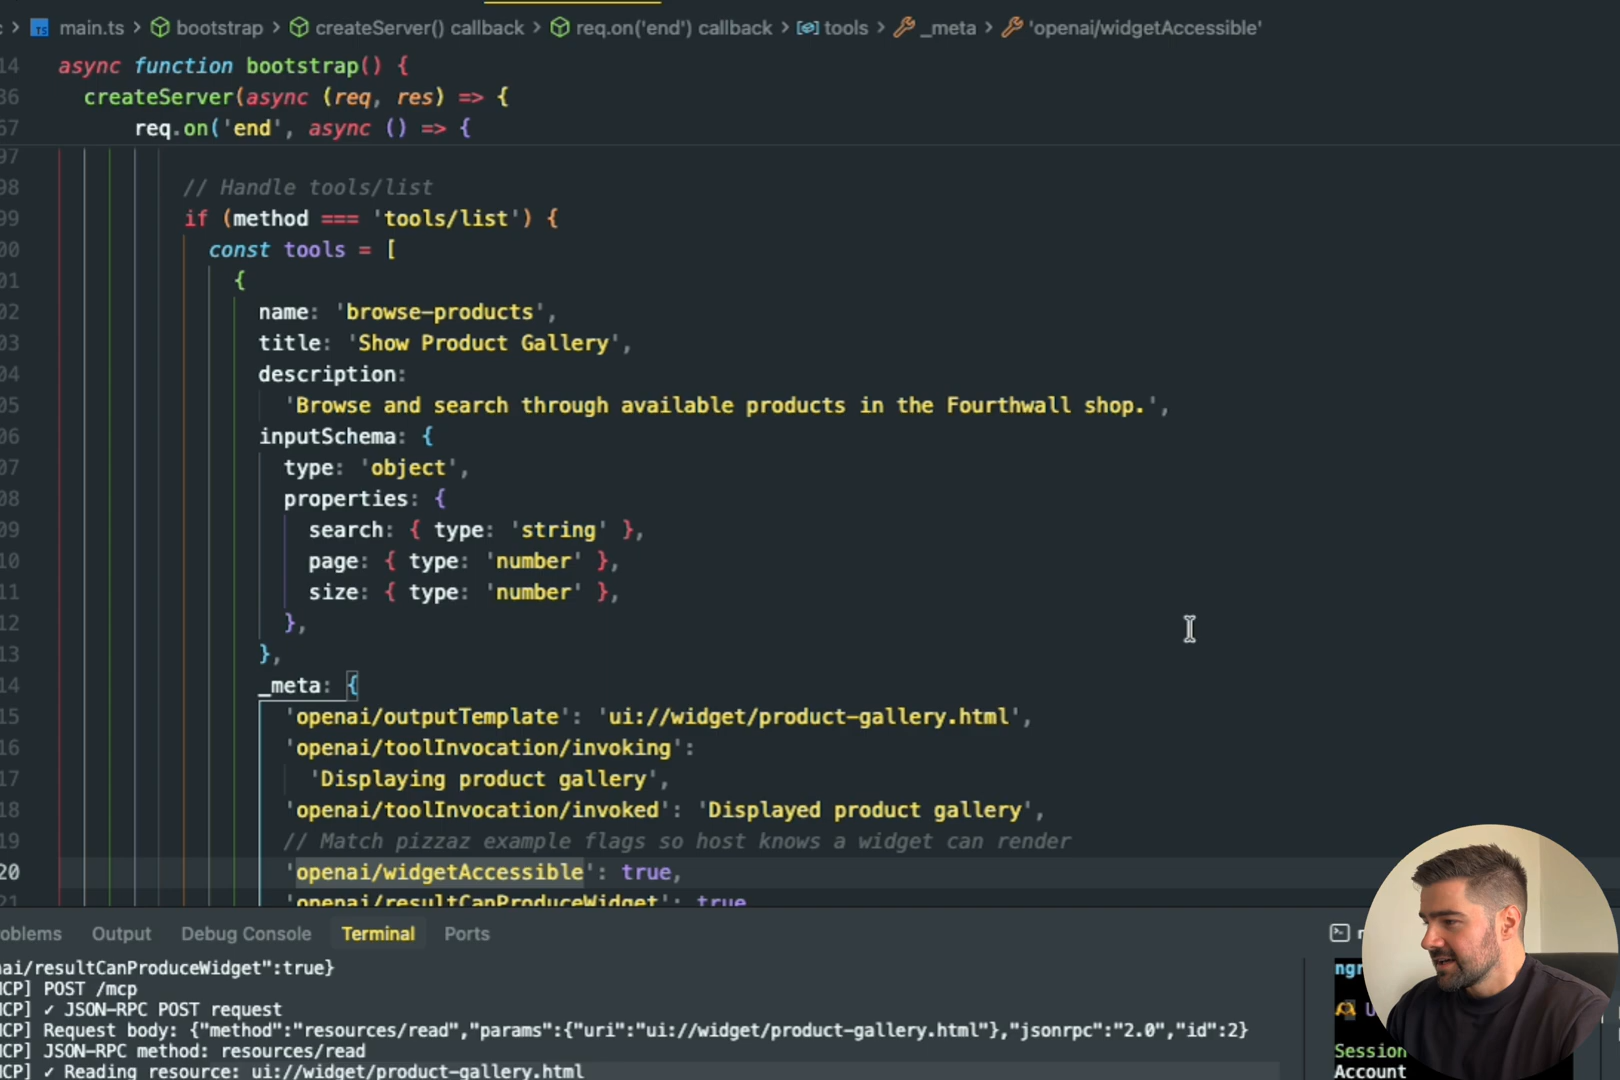 c > TS main.ts > bootstrap > createServer() callback > req.on('end') callback > tools > _meta > 'openai/widgetAccessible'
14 async function bootstrap() {
36 createServer(async (req, res) => {
57 req.on('end', async () => {
97
98 // Handle tools/list
99 if (method === 'tools/list') {
00 const tools = [
01 {
02 name: 'browse-products',
03 title: 'Show Product Gallery',
04 description:
05 'Browse and search through available products in the Fourthwall shop.',
06 inputSchema: {
07 type: 'object',
08 properties: {
09 search: { type: 'string' },
10 page: { type: 'number' },
11 size: { type: 'number' },
12 },
13 },
14 _meta: {
15 'openai/outputTemplate': 'ui://widget/product-gallery.html',
16 'openai/toolInvocation/invoking':
17 'Displaying product gallery',
18 'openai/toolInvocation/invoked': 'Displayed product gallery',
19 // Match pizzaz example flags so host knows a widget can render
20 'openai/widgetAccessible': true,
21 'openai/resultCanProduceWidget': true
oblems Output Debug Console Terminal Ports
ai/resultCanProduceWidget":true}
CP] POST /mcp
CP] ✓ JSON-RPC POST request
CP] Request body: {"method":"resources/read","params":{"uri":"ui://widget/product-gallery.html"},"jsonrpc":"2.0","id":2}
CP] JSON-RPC method: resources/read
CP] ✓ Reading resource: ui://widget/product-gallery.html
ngr
Session
Account